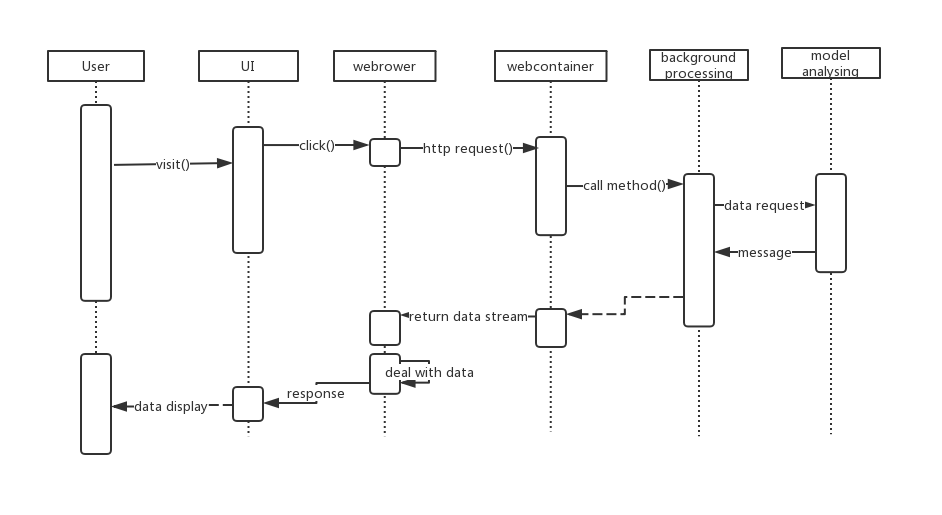 User
UI
webrower
webcontainer
background
processing
model
analysing
click()
http request()
visit()
call method()
data request
message
return data stream
deal with data
response
data display